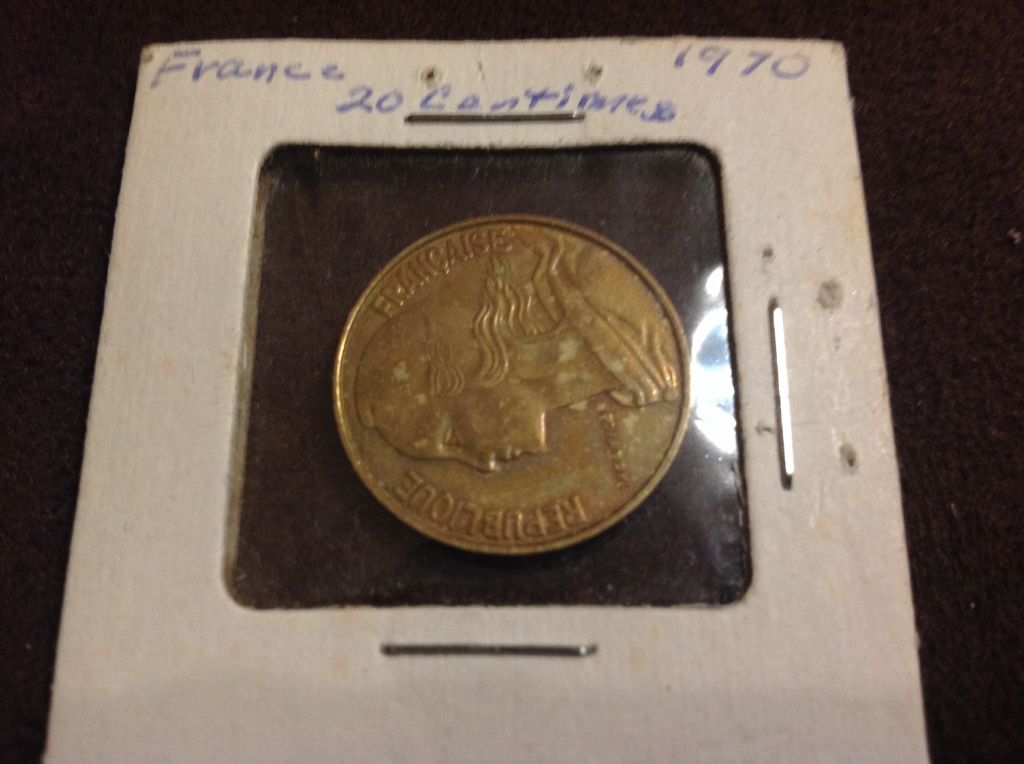 France 1970
20 Centimes
FRANÇAISE
REPUBLIQUE